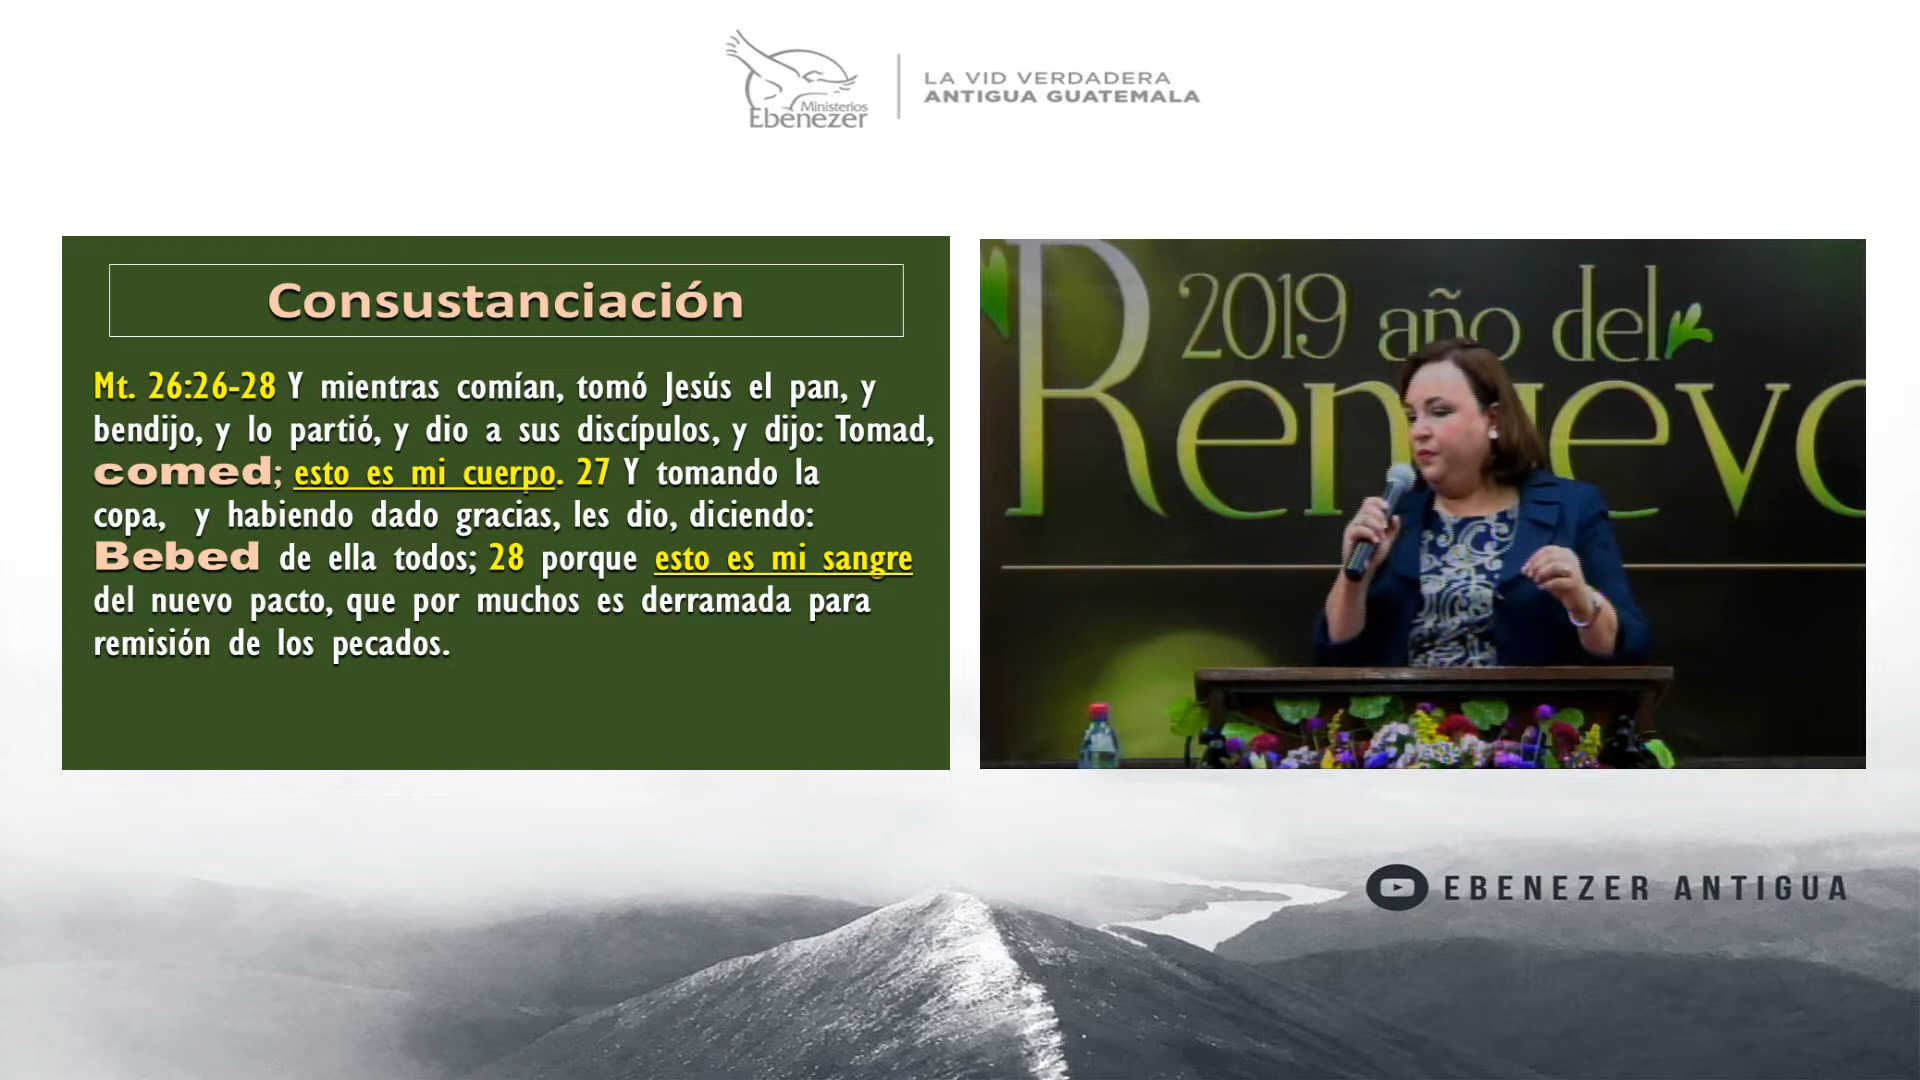 Ministerios
Ebenezer
LA VID VERDADERA
ANTIGUA GUATEMALA
Consustanciación
Mt. 26:26-28 Y mientras comían, tomó Jesús el pan, y
bendijo, y lo partió, y dio a sus discípulos, y dijo: Tomad,
comed; esto es mi cuerpo. 27 Y tomando la
copa, y habiendo dado gracias, les dio, diciendo:
Bebed de ella todos; 28 porque esto es mi sangre
del nuevo pacto, que por muchos es derramada para
remisión de los pecados.
2019 año del
Renuevo
EBENEZER ANTIGUA